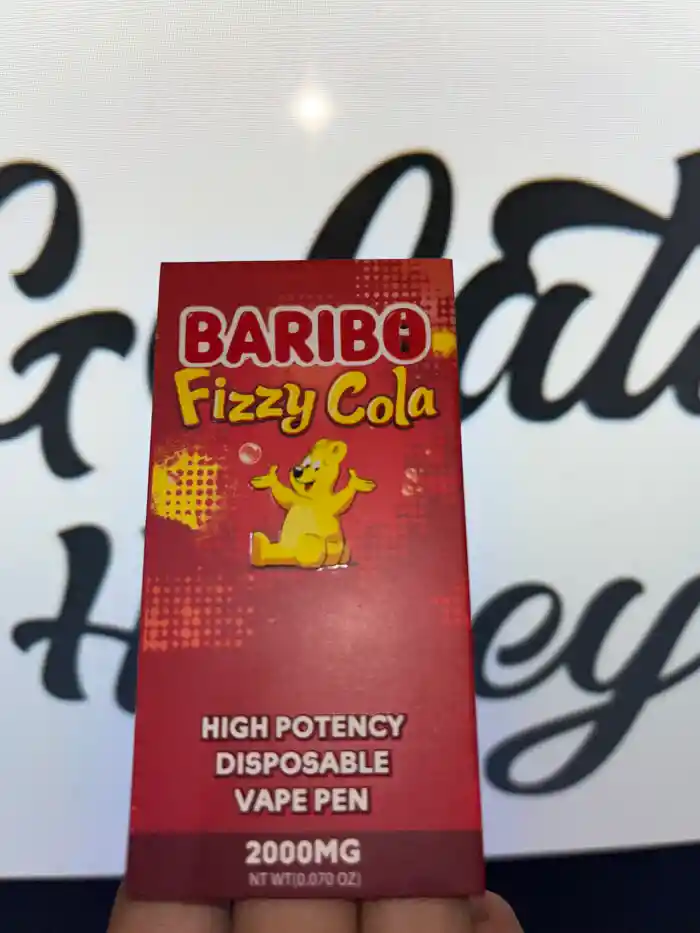 BARIBO
Fizzy Cola
HIGH POTENCY
DISPOSABLE
VAPE PEN
2000MG
NT WT(0.070 OZ)